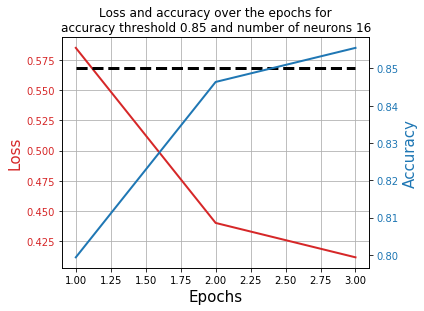 Loss and accuracy over the epochs for
accuracy threshold 0.85 and number of neurons 16
0.575
0.550
0.525
0.500
0.475
0.450
0.425
Loss
0.85
0.84
0.83
0.82
0.81
0.80
Accuracy
1.00 1.25 1.50 1.75 2.00 2.25 2.50 2.75 3.00
Epochs